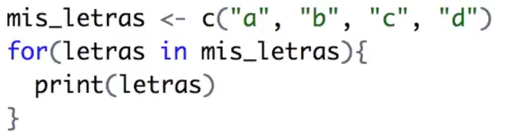 mis_letras <- c("a", "b", "c", "d")
for(letras in mis_letras){
  print(letras)
}